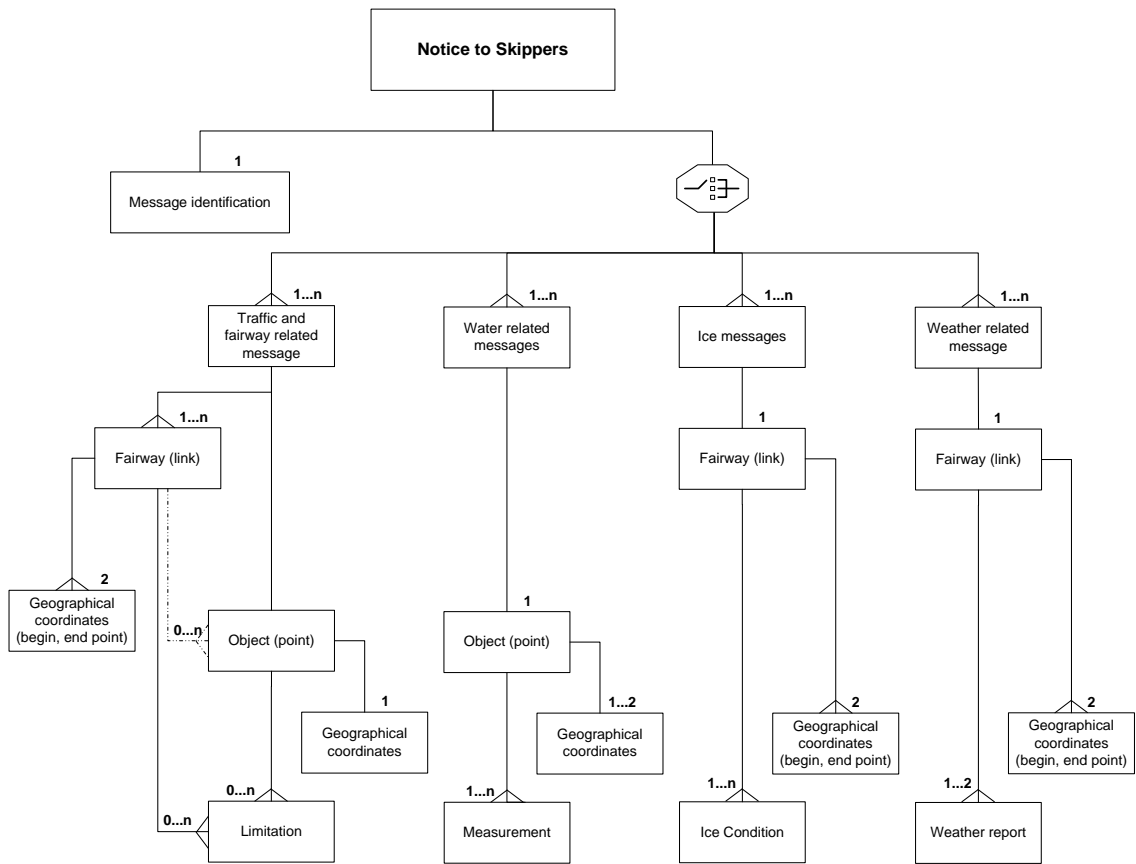 Notice to Skippers
1
Message identification
1...n
1...n
1...n
1...n
Traffic and
fairway related
message
Water related
messages
Ice messages
Weather related
message
1...n
1
1
Fairway (link)
Fairway (link)
Fairway (link)
2
Geographical
coordinates
(begin, end point)
0...n
Object (point)
1
Object (point)
1
Geographical
coordinates
1...2
Geographical
coordinates
2
Geographical
coordinates
(begin, end point)
2
Geographical
coordinates
(begin, end point)
0...n
0...n
Limitation
1...n
Measurement
1...n
Ice Condition
1...2
Weather report